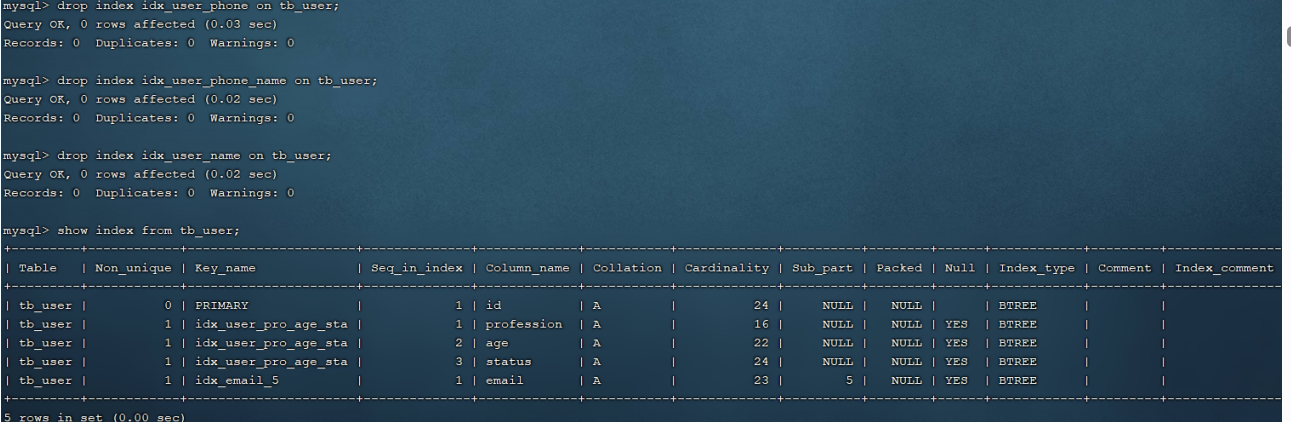 mysql> drop index idx_user_phone on tb_user;
Query OK, 0 rows affected (0.03 sec)
Records: 0  Duplicates: 0  Warnings: 0
mysql> drop index idx_user_phone_name on tb_user;
Query OK, 0 rows affected (0.02 sec)
Records: 0  Duplicates: 0  Warnings: 0
mysql> drop index idx_user_name on tb_user;
Query OK, 0 rows affected (0.02 sec)
Records: 0  Duplicates: 0  Warnings: 0
mysql> show index from tb_user;
| Table   | Non_unique | Key_name             | Seq_in_index | Column_name | Collation | Cardinality | Sub_part | Packed | Null | Index_type | Comment | Index_comment
| tb_user |          0 | PRIMARY              |            1 | id          | A         |          24 |     NULL |   NULL |      | BTREE      |         |
| tb_user |          1 | idx_user_pro_age_sta |            1 | profession  | A         |          16 |     NULL |   NULL | YES  | BTREE      |         |
| tb_user |          1 | idx_user_pro_age_sta |            2 | age         | A         |          22 |     NULL |   NULL | YES  | BTREE      |         |
| tb_user |          1 | idx_user_pro_age_sta |            3 | status      | A         |          24 |     NULL |   NULL | YES  | BTREE      |         |
| tb_user |          1 | idx_email_5          |            1 | email       | A         |          23 |        5 |   NULL | YES  | BTREE      |         |
5 rows in set (0.00 sec)